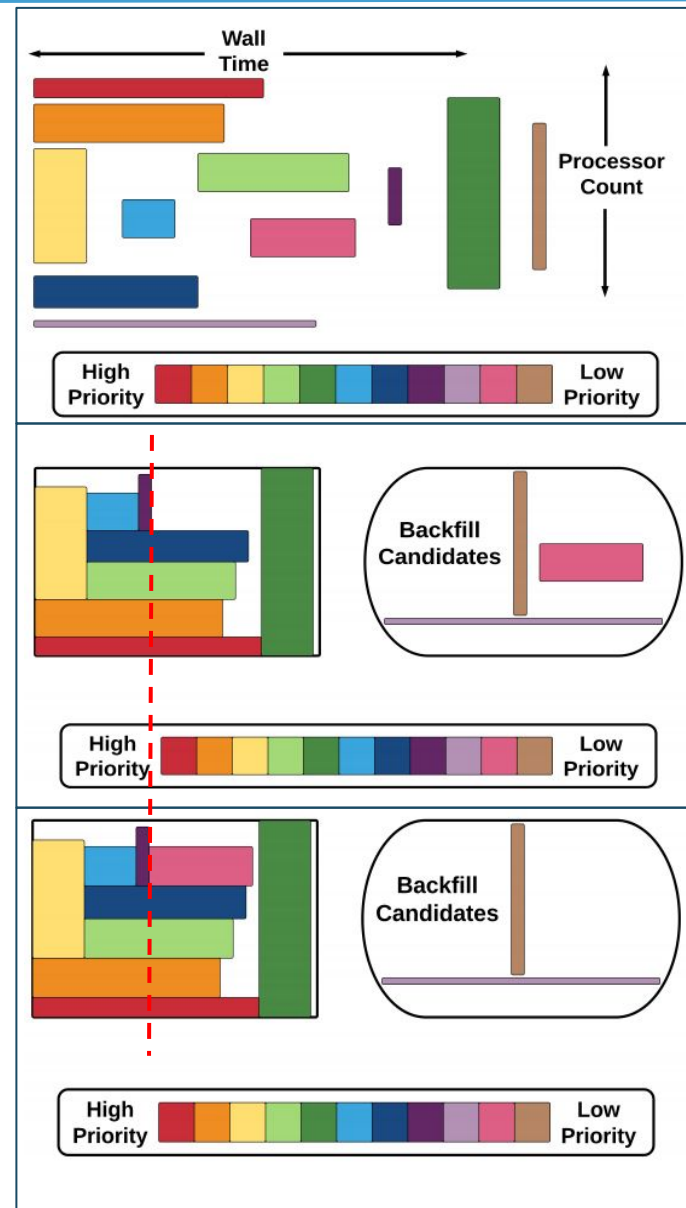 Wall
Time
Processor
Count
High
Priority
Low
Priority
Backfill
Candidates
High
Priority
Low
Priority
Backfill
Candidates
High
Priority
Low
Priority